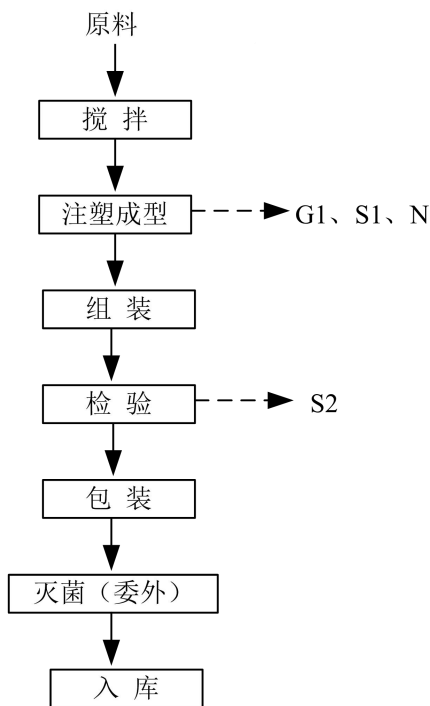 原料
搅 拌
注塑成型
G1、S1、N
组 装
检 验
S2
包 装
灭菌（委外）
入 库